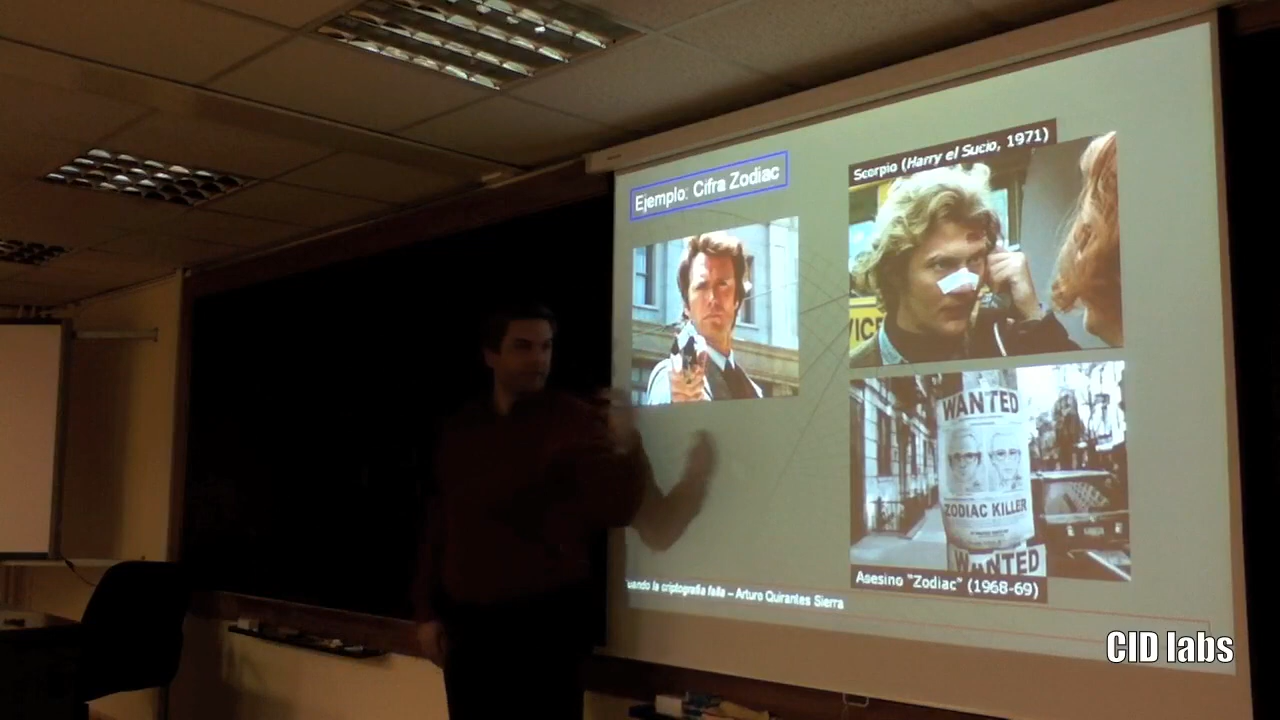 Ejemplo: Cifra Zodiac
Scorpio (Harry el Sucio, 1971)
VICE
WANTED
ZODIAC KILLER
WANTED
Asesino "Zodiac" (1968-69)
uando la criptografía falla – Arturo Quirantes Sierra
CID labs